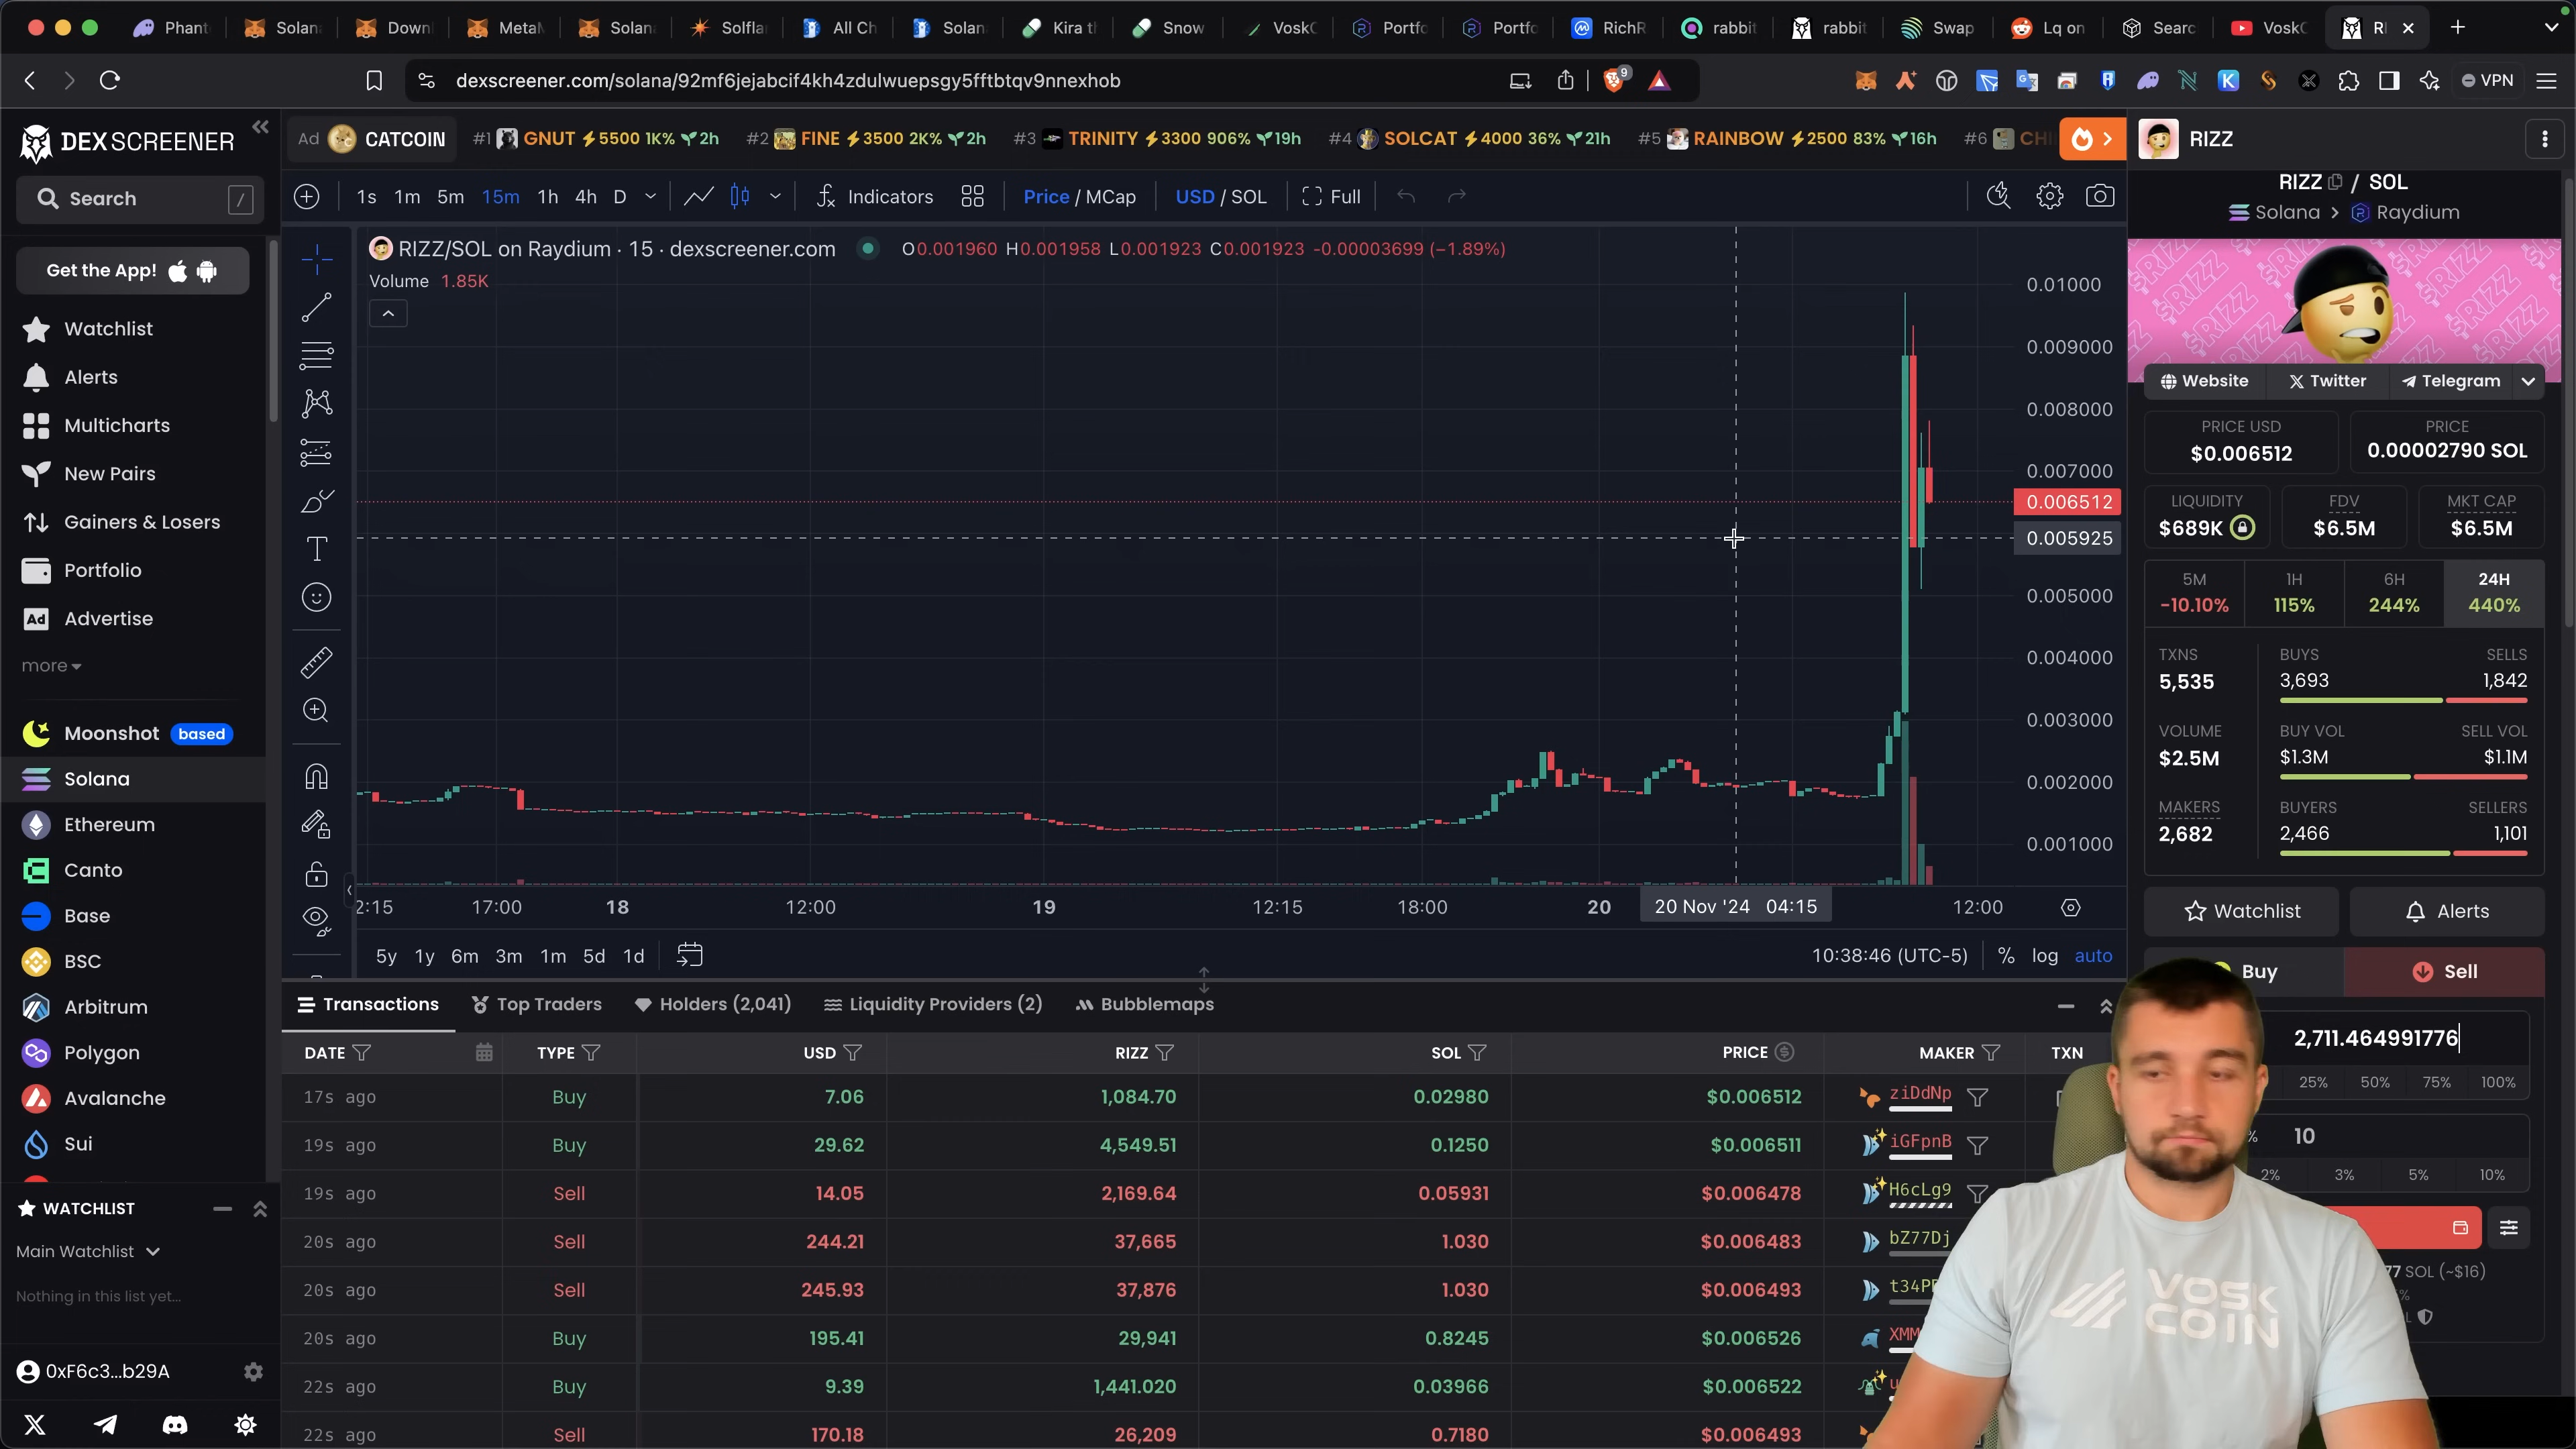 Phant
Solana
Down
MetaM
Solana
Solfla
All Ch
Solan
Kira t
Snow
VoskC
Portfo
Portfo
RichR
rabbit
rabbit
Swap
Lq on
Searc
VoskC
RI
dexscreener.com/solana/92mf6jejabcif4kh4zdulwuepsgy5fftbtqv9nnexhob
9
VPN
DEX SCREENER
Search /
Get the App!
Watchlist
Alerts
Multicharts
New Pairs
Gainers & Losers
Portfolio
Ad Advertise
more
Moonshot based
Solana
Ethereum
Canto
Base
BSC
Arbitrum
Polygon
Avalanche
Sui
WATCHLIST
Main Watchlist
Nothing in this list yet...
0xF6c3...b29A
Ad CATCOIN #1 GNUT 5500 1K% 2h #2 FINE 3500 2K% 2h #3 TRINITY 3300 906% 19h #4 SOLCAT 4000 36% 21h #5 RAINBOW 2500 83% 16h #6 CHI
1s 1m 5m 15m 1h 4h D Indicators Price / MCap USD / SOL Full
RIZZ/SOL on Raydium · 15 · dexscreener.com O0.001960 H0.001958 L0.001923 C0.001923 -0.00003699 (−1.89%)
Volume 1.85K
0.01000
0.009000
0.008000
0.007000
0.006512
0.005925
0.005000
0.004000
0.003000
0.002000
0.001000
2:15 17:00 18 12:00 19 12:15 18:00 20 20 Nov '24 04:15 12:00
5y 1y 6m 3m 1m 5d 1d 10:38:46 (UTC-5) % log auto
Transactions Top Traders Holders (2,041) Liquidity Providers (2) Bubblemaps
DATE TYPE USD RIZZ SOL PRICE MAKER TXN
17s ago Buy 7.06 1,084.70 0.02980 $0.006512 ziDdNp
19s ago Buy 29.62 4,549.51 0.1250 $0.006511 iGFpnB
19s ago Sell 14.05 2,169.64 0.05931 $0.006478 H6cLg9
20s ago Sell 244.21 37,665 1.030 $0.006483 bZ77Dj
20s ago Sell 245.93 37,876 1.030 $0.006493 t34P
20s ago Buy 195.41 29,941 0.8245 $0.006526 XMM
22s ago Buy 9.39 1,441.020 0.03966 $0.006522 u
22s ago Sell 170.18 26,209 0.7180 $0.006493
RIZZ
RIZZ / SOL
Solana > Raydium
$RIZZ
Website Twitter Telegram
PRICE USD PRICE
$0.006512 0.00002790 SOL
LIQUIDITY FDV MKT CAP
$689K $6.5M $6.5M
5M 1H 6H 24H
-10.10% 115% 244% 440%
TXNS BUYS SELLS
5,535 3,693 1,842
VOLUME BUY VOL SELL VOL
$2.5M $1.3M $1.1M
MAKERS BUYERS SELLERS
2,682 2,466 1,101
Watchlist Alerts
Buy Sell
2,711.464991776
25% 50% 75% 100%
% 10
2% 3% 5% 10%
77 SOL (~$16)
%
L
VOSK
COIN